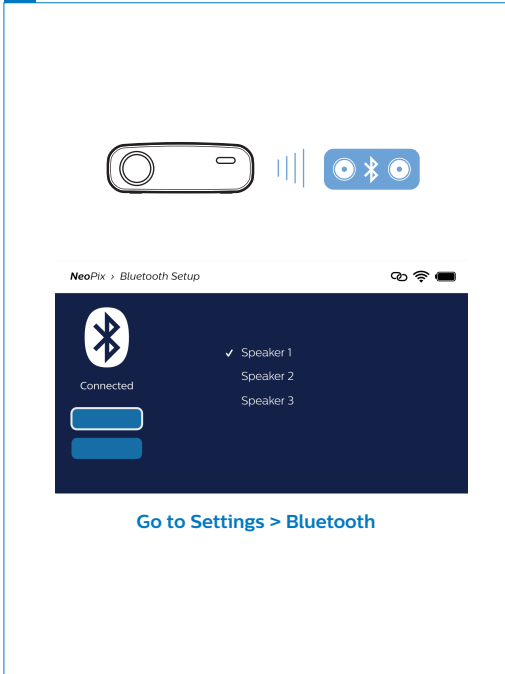 NeoPix › Bluetooth Setup
Connected
✓ Speaker 1
Speaker 2
Speaker 3
Go to Settings > Bluetooth